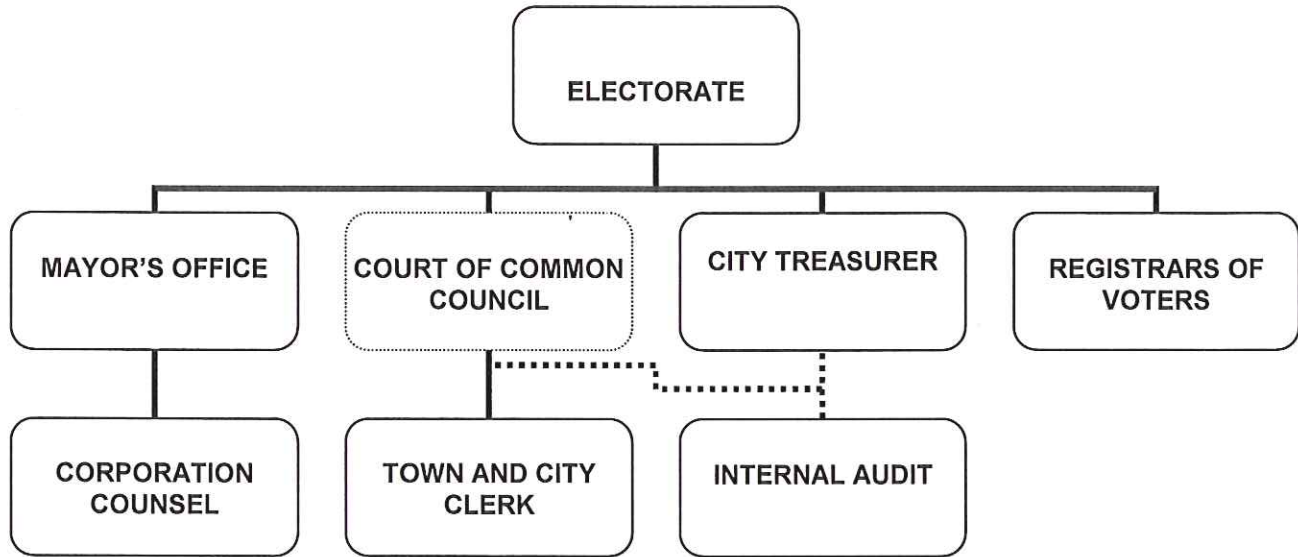 ELECTORATE
MAYOR'S OFFICE
COURT OF COMMON
COUNCIL
CITY TREASURER
REGISTRARS OF
VOTERS
CORPORATION
COUNSEL
TOWN AND CITY
CLERK
INTERNAL AUDIT